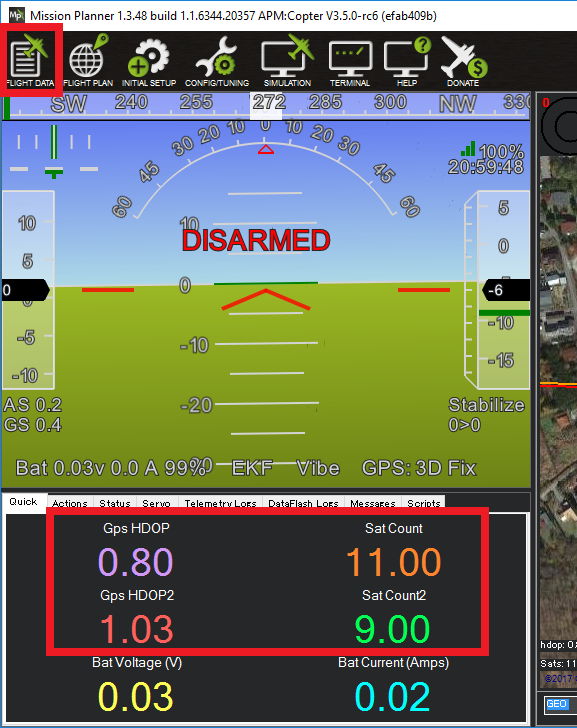 Mission Planner 1.3.48 build 1.1.6344.20357 APM:Copter V3.5.0-rc6 (efab409b)
FLIGHT DATA FLIGHT PLAN INITIAL SETUP CONFIG/TUNING SIMULATION TERMINAL HELP DONATE
SW 240 255 272 285 NW 330
0
60 45 30 20 10 0 10 20 30 45 60
100%
20:59:48
10 10 5
DISARMED
5 0
0 0 -6
-5 -10 -10
-10 -15
AS 0.2 -20 Stabilize
GS 0.4 0>0
Bat 0.03v 0.0 A 99% EKF Vibe GPS: 3D Fix
Quick Actions Status Servo Telemetry Logs DataFlash Logs Messages Scripts
Gps HDOP Sat Count
0.80 11.00
Gps HDOP2 Sat Count2
1.03 9.00
Bat Voltage (V) Bat Current (Amps)
0.03 0.02
Sats: 11
©2017
GEO